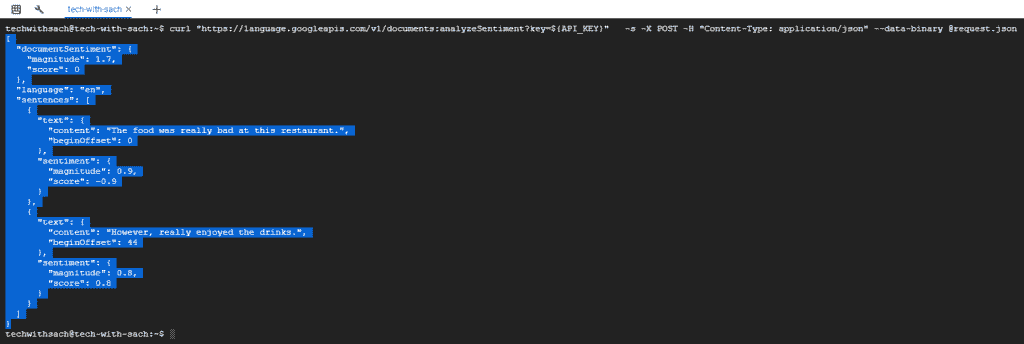 tech-with-sach
techwithsach@tech-with-sach:~$ curl "https://language.googleapis.com/v1/documents:analyzeSentiment?key=${API_KEY}" -s -X POST -H "Content-Type: application/json" --data-binary @request.json
{
"documentSentiment": {
"magnitude": 1.7,
"score": 0
},
"language": "en",
"sentences": [
{
"text": {
"content": "The food was really bad at this restaurant.",
"beginOffset": 0
},
"sentiment": {
"magnitude": 0.9,
"score": -0.9
}
},
{
"text": {
"content": "However, really enjoyed the drinks.",
"beginOffset": 44
},
"sentiment": {
"magnitude": 0.8,
"score": 0.8
}
}
]
}
techwithsach@tech-with-sach:~$